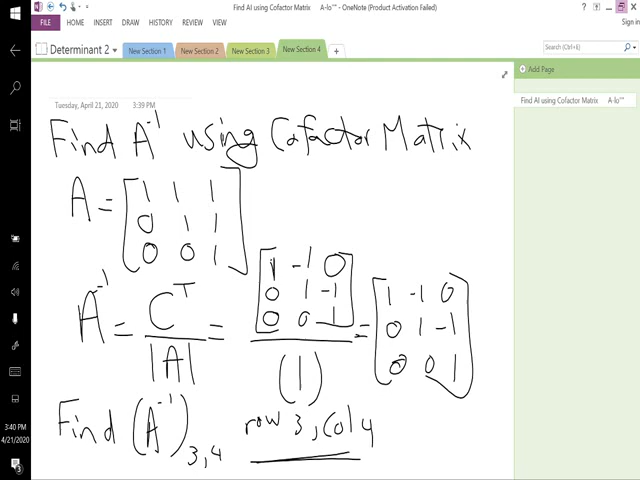 Find AI using Cofactor Matrix A-Io™ - OneNote (Product Activation Failed)
FILE HOME INSERT DRAW HISTORY REVIEW VIEW Sign in
Determinant 2 New Section 1 New Section 2 New Section 3 New Section 4 + Search (Ctrl+E)
Add Page
Find AI using Cofactor Matrix A-Io™
Tuesday, April 21, 2020 3:39 PM
Find A⁻¹ using Cofactor Matrix
A = [1 1 1
0 1 1
0 0 1]
A⁻¹ = Cᵀ/|A| = [1 -1 0
0 1 -1
0 0 1]/(1) = [1 -1 0
0 1 -1
0 0 1]
Find (A⁻¹)₃,₄ row 3, col 4
3:40 PM
4/21/2020